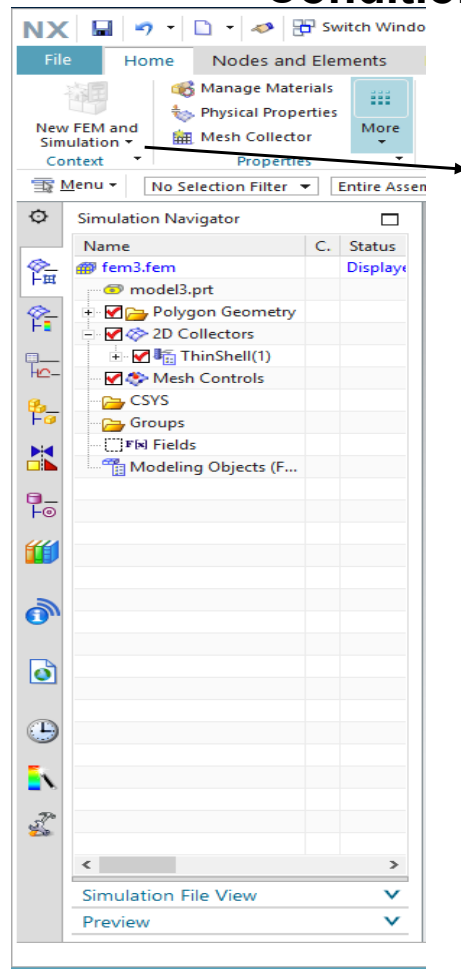 Condition
NX Switch Windo
File Home Nodes and Elements
New FEM and Simulation
Manage Materials
Physical Properties
Mesh Collector
More
Context Properties
Menu No Selection Filter Entire Assem
Simulation Navigator
Name C. Status
fem3.fem Displaye
model3.prt
Polygon Geometry
2D Collectors
ThinShell(1)
Mesh Controls
CSYS
Groups
F(x) Fields
Modeling Objects (F...
Simulation File View
Preview